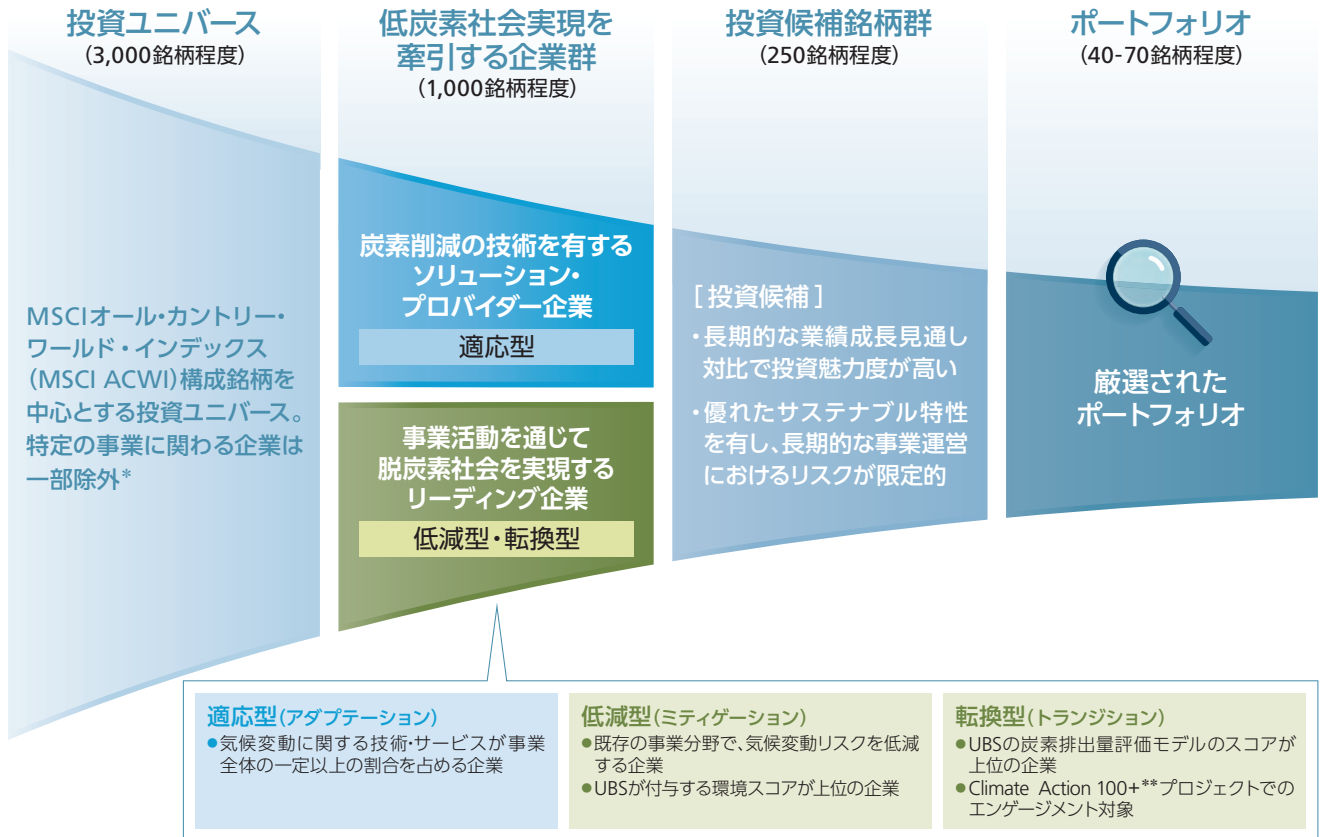 投資ユニバース
(3,000銘柄程度)
MSCIオール・カントリー・
ワールド・インデックス
(MSCI ACWI)構成銘柄を
中心とする投資ユニバース。
特定の事業に関わる企業は
一部除外*
低炭素社会実現を
牽引する企業群
(1,000銘柄程度)
炭素削減の技術を有する
ソリューション・
プロバイダー企業
適応型
事業活動を通じて
脱炭素社会を実現する
リーディング企業
低減型・転換型
投資候補銘柄群
(250銘柄程度)
[投資候補]
・長期的な業績成長見通し
対比で投資魅力度が高い
・優れたサステナブル特性
を有し、長期的な事業運営
におけるリスクが限定的
ポートフォリオ
(40-70銘柄程度)
厳選された
ポートフォリオ
適応型(アダプテーション)
●気候変動に関する技術・サービスが事業
全体の一定以上の割合を占める企業
低減型(ミティゲーション)
●既存の事業分野で、気候変動リスクを低減
する企業
●UBSが付与する環境スコアが上位の企業
転換型(トランジション)
●UBSの炭素排出量評価モデルのスコアが
上位の企業
●Climate Action 100+**プロジェクトでの
エンゲージメント対象